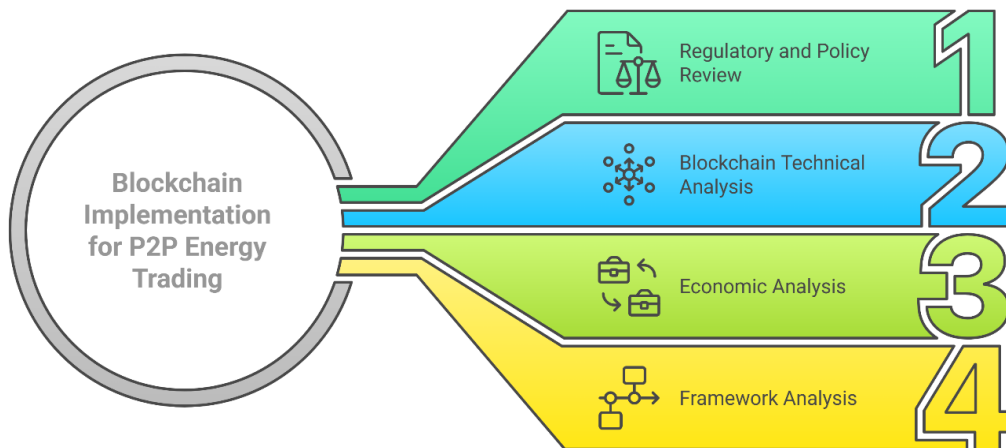 Blockchain
Implementation
for P2P Energy
Trading
Regulatory and Policy
Review
1
Blockchain Technical
Analysis
2
Economic Analysis
3
Framework Analysis
4